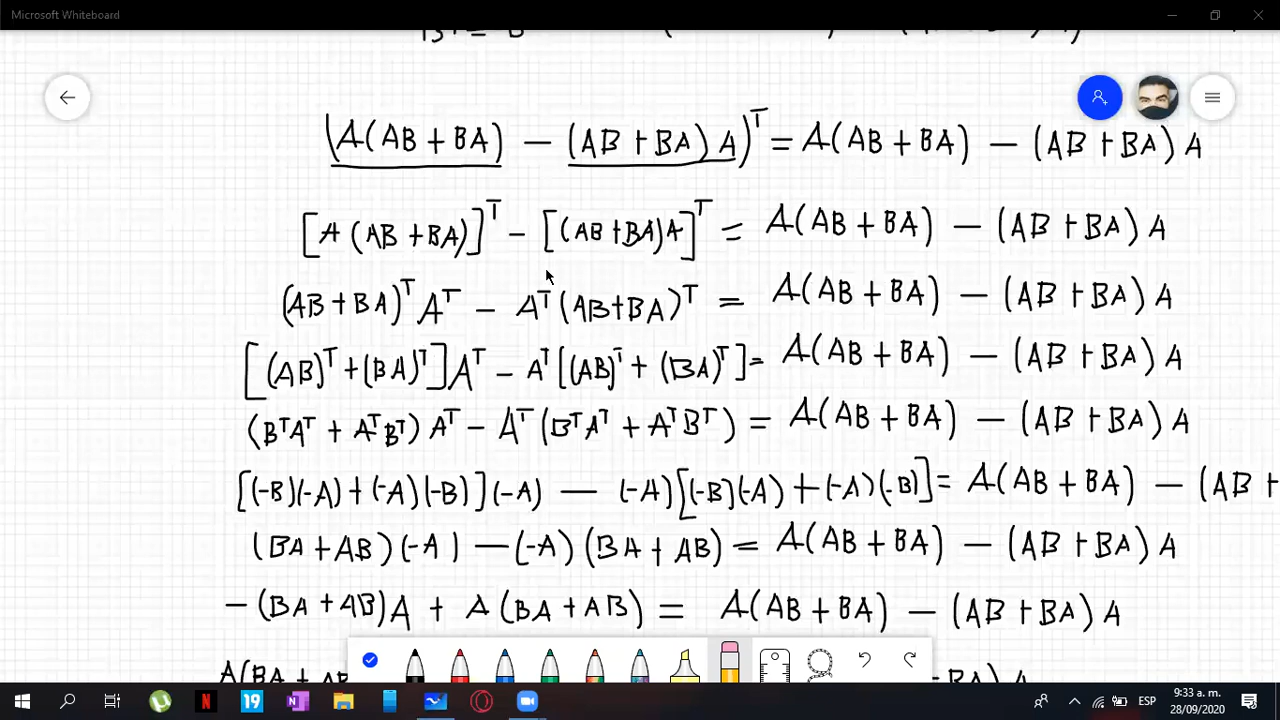 Microsoft Whiteboard
(A(AB + BA) — (AB + BA) A)ᵀ = A(AB + BA) — (AB + BA) A
[A (AB + BA)]ᵀ — [(AB+BA)A]ᵀ = A(AB + BA) — (AB + BA) A
(AB + BA)ᵀ Aᵀ — Aᵀ (AB+BA)ᵀ = A(AB + BA) — (AB + BA) A
[(AB)ᵀ + (BA)ᵀ] Aᵀ — Aᵀ [(AB)ᵀ + (BA)ᵀ] = A(AB + BA) — (AB + BA) A
(BᵀAᵀ + AᵀBᵀ) Aᵀ — Aᵀ (BᵀAᵀ + AᵀBᵀ) = A(AB + BA) — (AB + BA) A
[(-B)(-A) + (-A)(-B)] (-A) — (-A) [(-B)(-A) + (-A)(-B)] = A(AB + BA) — (AB +
(BA + AB) (-A) — (-A) (BA + AB) = A(AB + BA) — (AB + BA) A
— (BA + AB) A + A (BA + AB) = A(AB + BA) — (AB + BA) A
A(BA +
19
N
ESP
9:33 a. m.
28/09/2020